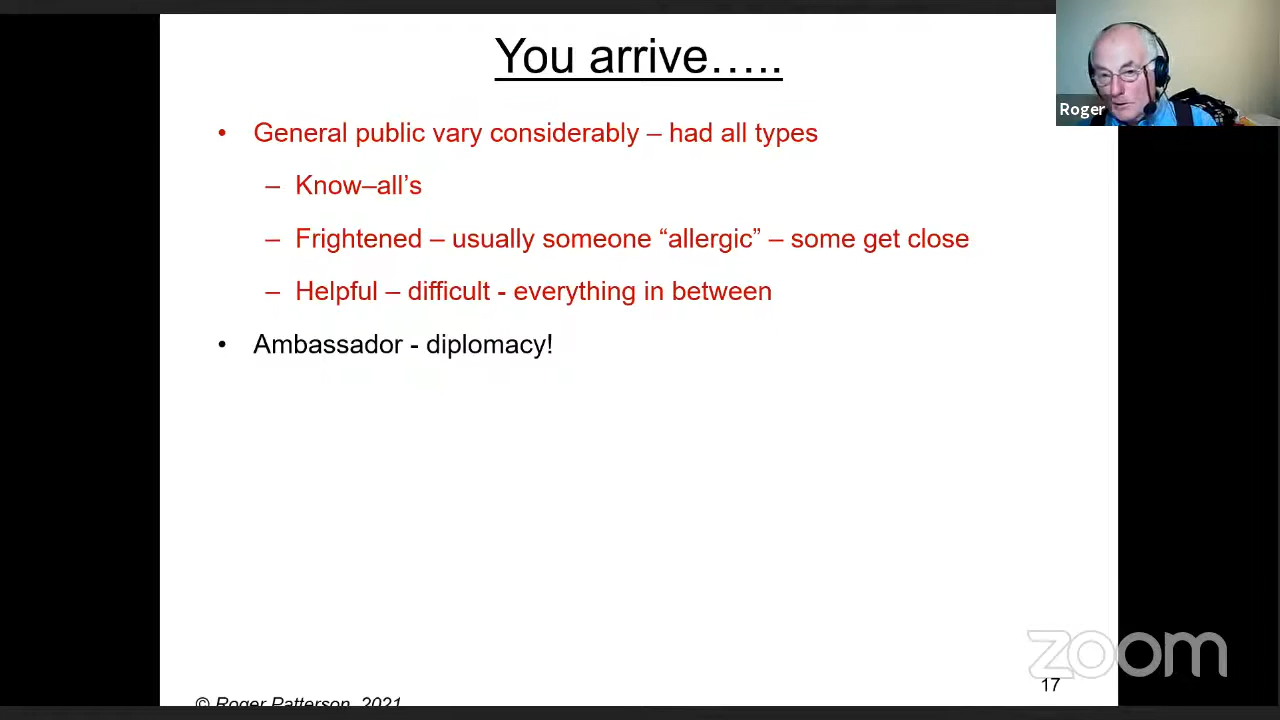 You arrive…..
Roger
• General public vary considerably – had all types
– Know–all’s
– Frightened – usually someone “allergic” – some get close
– Helpful – difficult - everything in between
• Ambassador - diplomacy!
zoom
17
© Roger Patterson, 2021